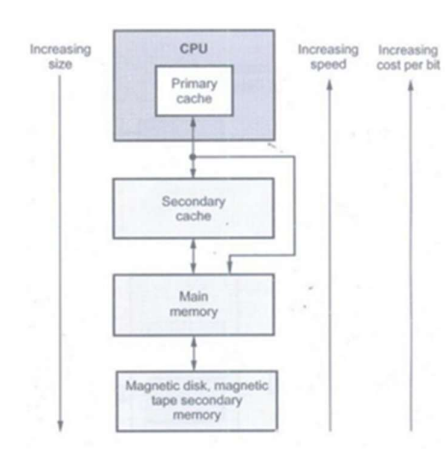 Increasing
size
CPU
Primary
cache
Increasing
speed
Increasing
cost per bit
Secondary
cache
Main
memory
Magnetic disk, magnetic
tape secondary
memory